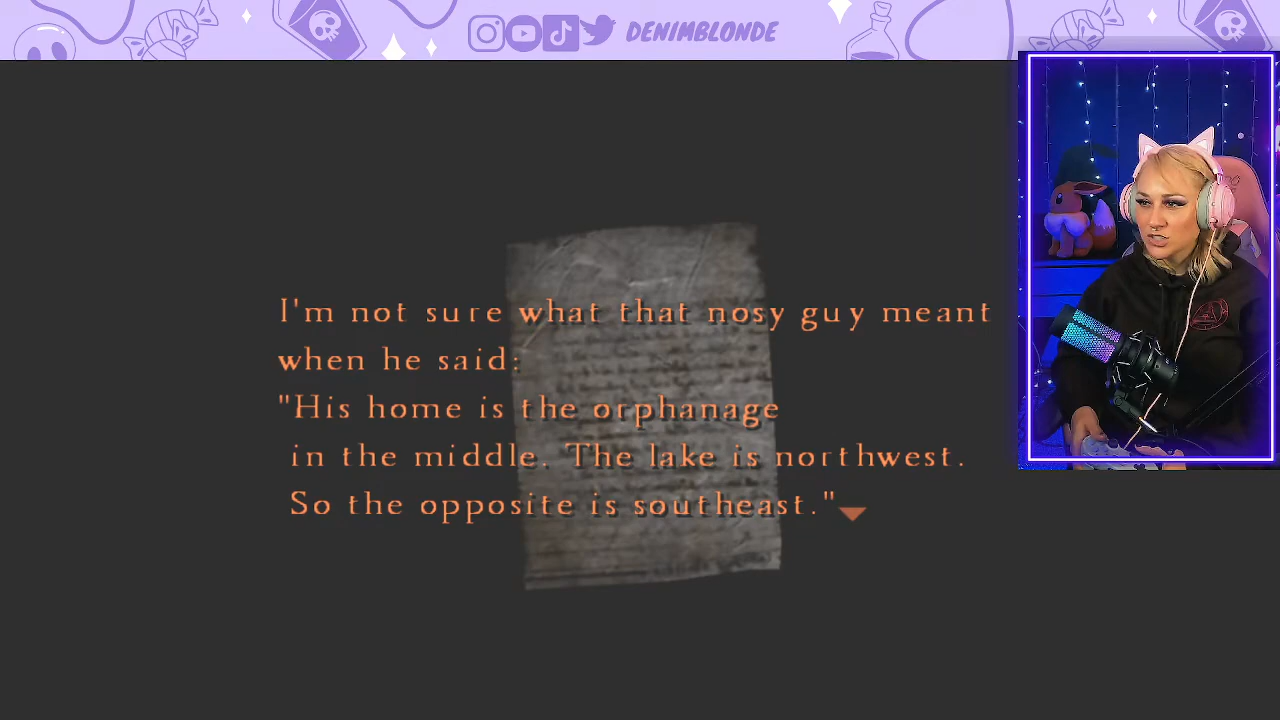 DENIMBLONDE
I'm not sure what that nosy guy meant
when he said:
"His home is the orphanage
in the middle. The lake is northwest.
So the opposite is southeast."